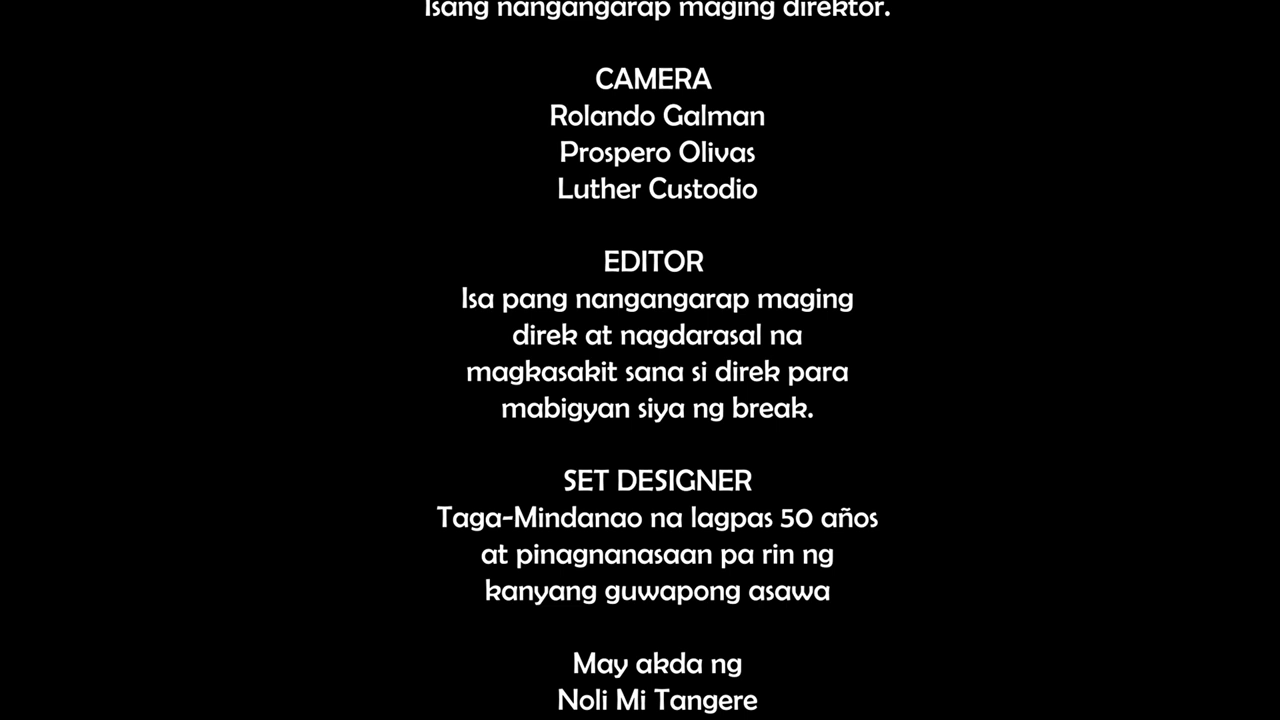 Isang nangangarap maging direktor.
CAMERA
Rolando Galman
Prospero Olivas
Luther Custodio
EDITOR
Isa pang nangangarap maging
direk at nagdarasal na
magkasakit sana si direk para
mabigyan siya ng break.
SET DESIGNER
Taga-Mindanao na lagpas 50 años
at pinagnanasaan pa rin ng
kanyang guwapong asawa
May akda ng
Noli Mi Tangere